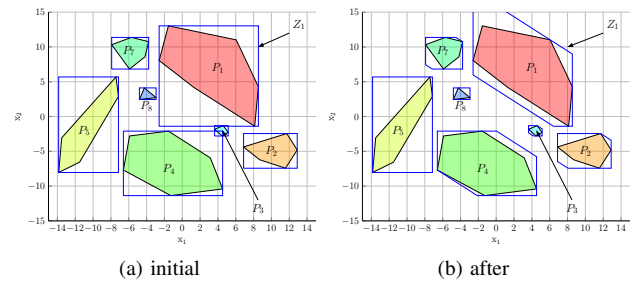 15
10
5
0
−5
−10
−15
−14 −12 −10 −8 −6 −4 −2 0 2 4 6 8 10 12 14
x₂
x₁
P₁
P₂
P₃
P₄
P₅
P₇
P₈
Z₁
(a) initial
15
10
5
0
−5
−10
−15
−14 −12 −10 −8 −6 −4 −2 0 2 4 6 8 10 12 14
x₂
x₁
P₁
P₂
P₃
P₄
P₅
P₇
P₈
Z₁
(b) after